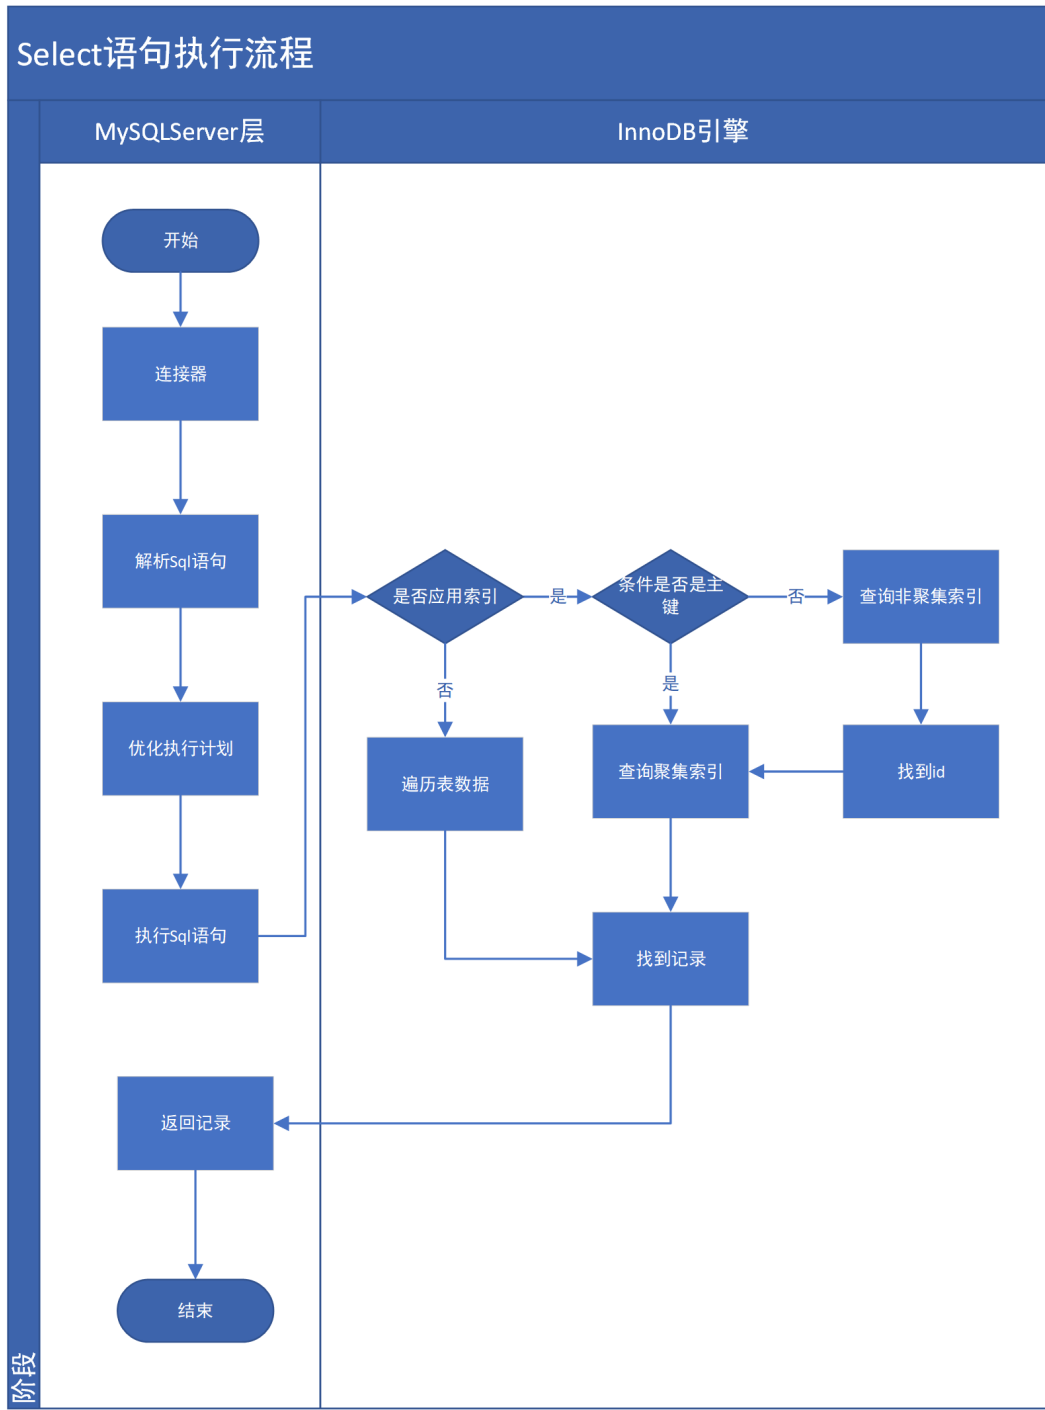 Select语句执行流程
MySQLServer层
InnoDB引擎
开始
连接器
解析Sql语句
优化执行计划
执行Sql语句
是否应用索引
是
条件是否是主
键
否
查询非聚集索引
否
是
遍历表数据
查询聚集索引
找到id
找到记录
返回记录
结束
阶段